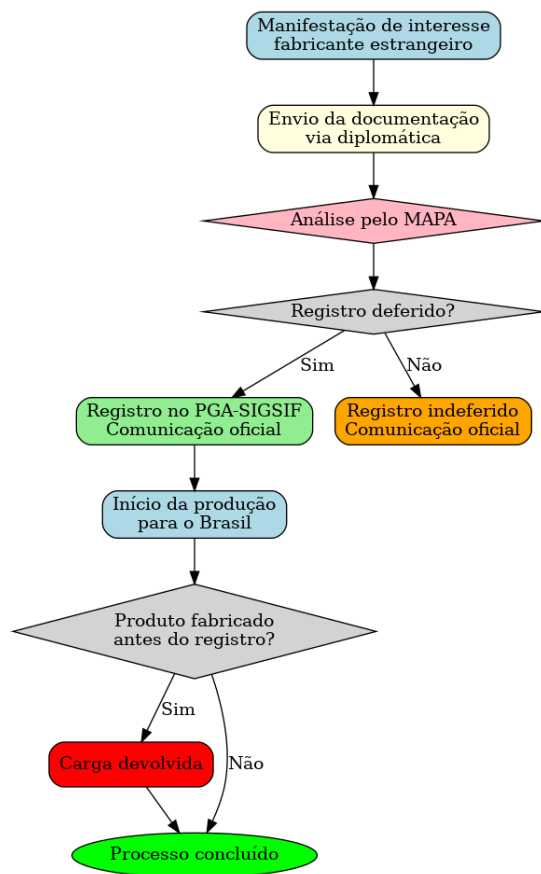 Manifestação de interesse
fabricante estrangeiro
Envio da documentação
via diplomática
Análise pelo MAPA
Registro deferido?
Sim
Não
Registro no PGA-SIGSIF
Comunicação oficial
Registro indeferido
Comunicação oficial
Início da produção
para o Brasil
Produto fabricado
antes do registro?
Sim
Carga devolvida
Não
Processo concluído